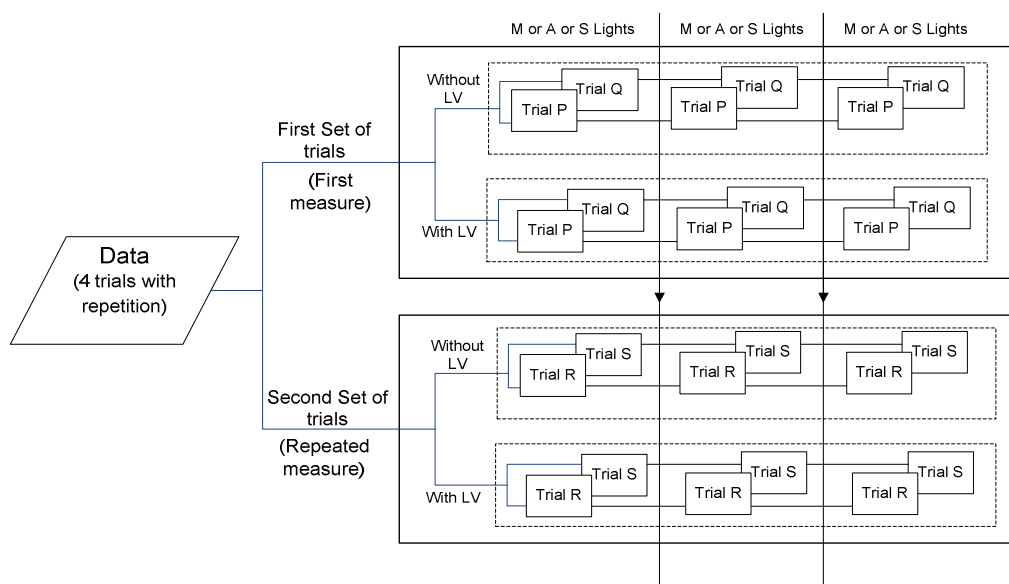 M or A or S Lights
M or A or S Lights
M or A or S Lights
Without
LV
Trial Q
Trial P
Trial Q
Trial P
Trial Q
Trial P
First Set of
trials
(First
measure)
With LV
Trial Q
Trial P
Trial Q
Trial P
Trial Q
Trial P
Data
(4 trials with
repetition)
Without
LV
Trial S
Trial R
Trial S
Trial R
Trial S
Trial R
Second Set of
trials
(Repeated
measure)
With LV
Trial S
Trial R
Trial S
Trial R
Trial S
Trial R